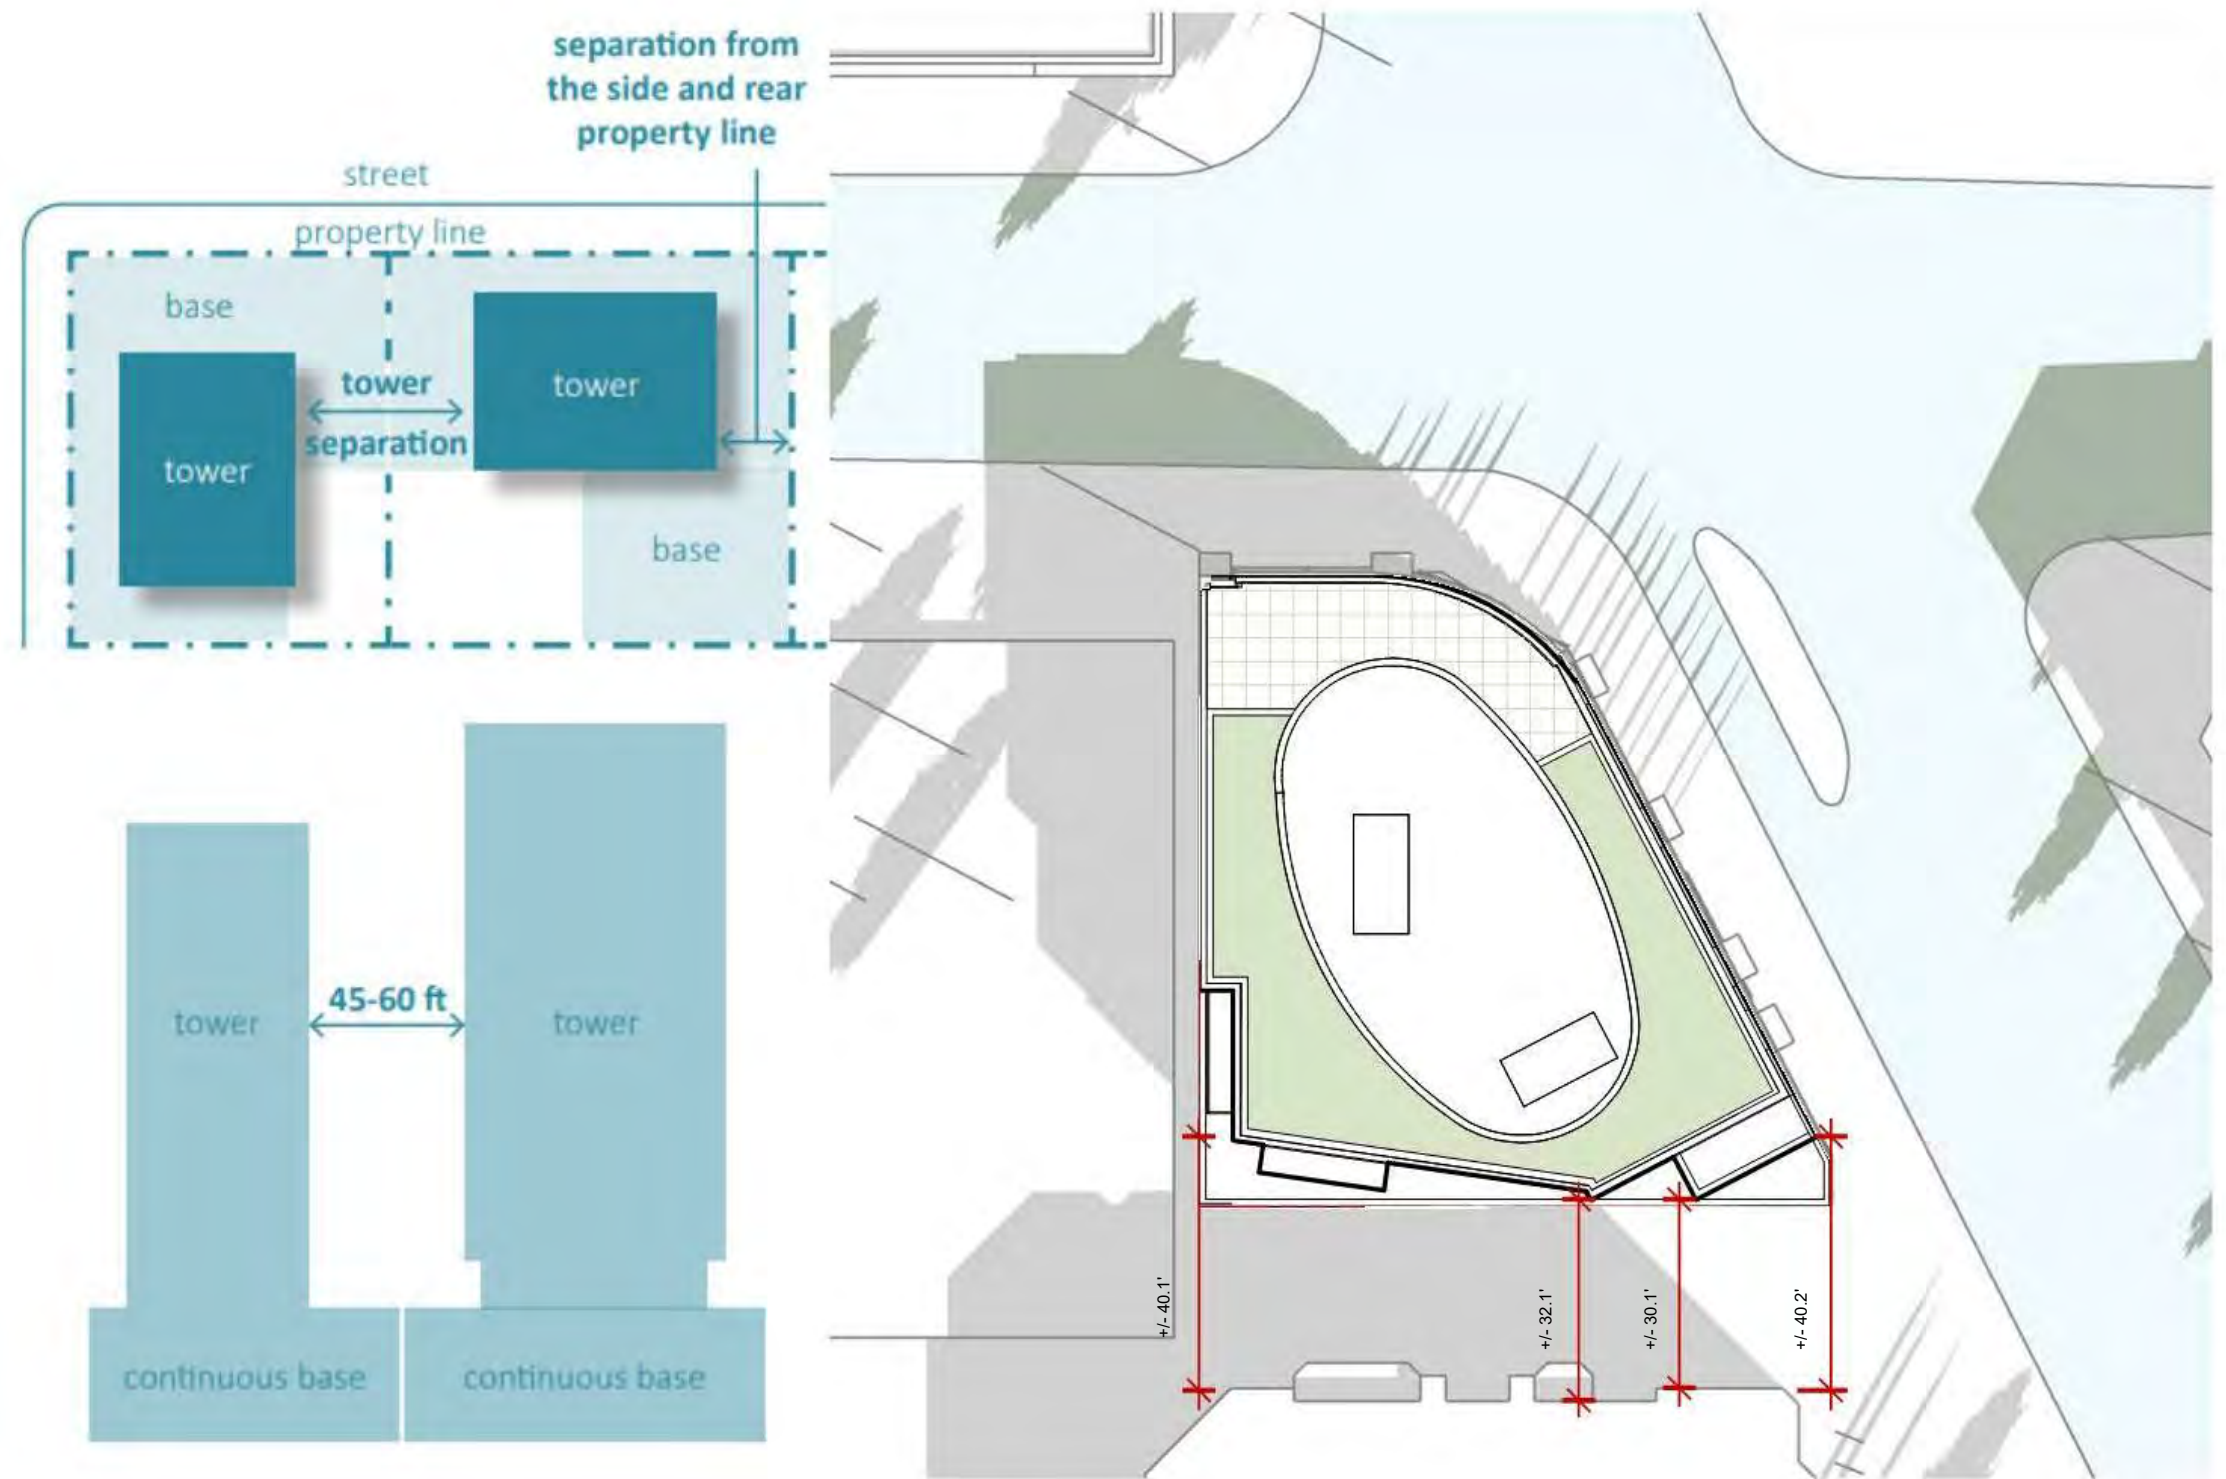 separation from
the side and rear
property line
street
property line
base
tower
tower
separation
tower
base
tower
45-60 ft
tower
continuous base
tower
continuous base
+/- 40.1'
+/- 32.1'
+/- 30.1'
+/- 40.2'